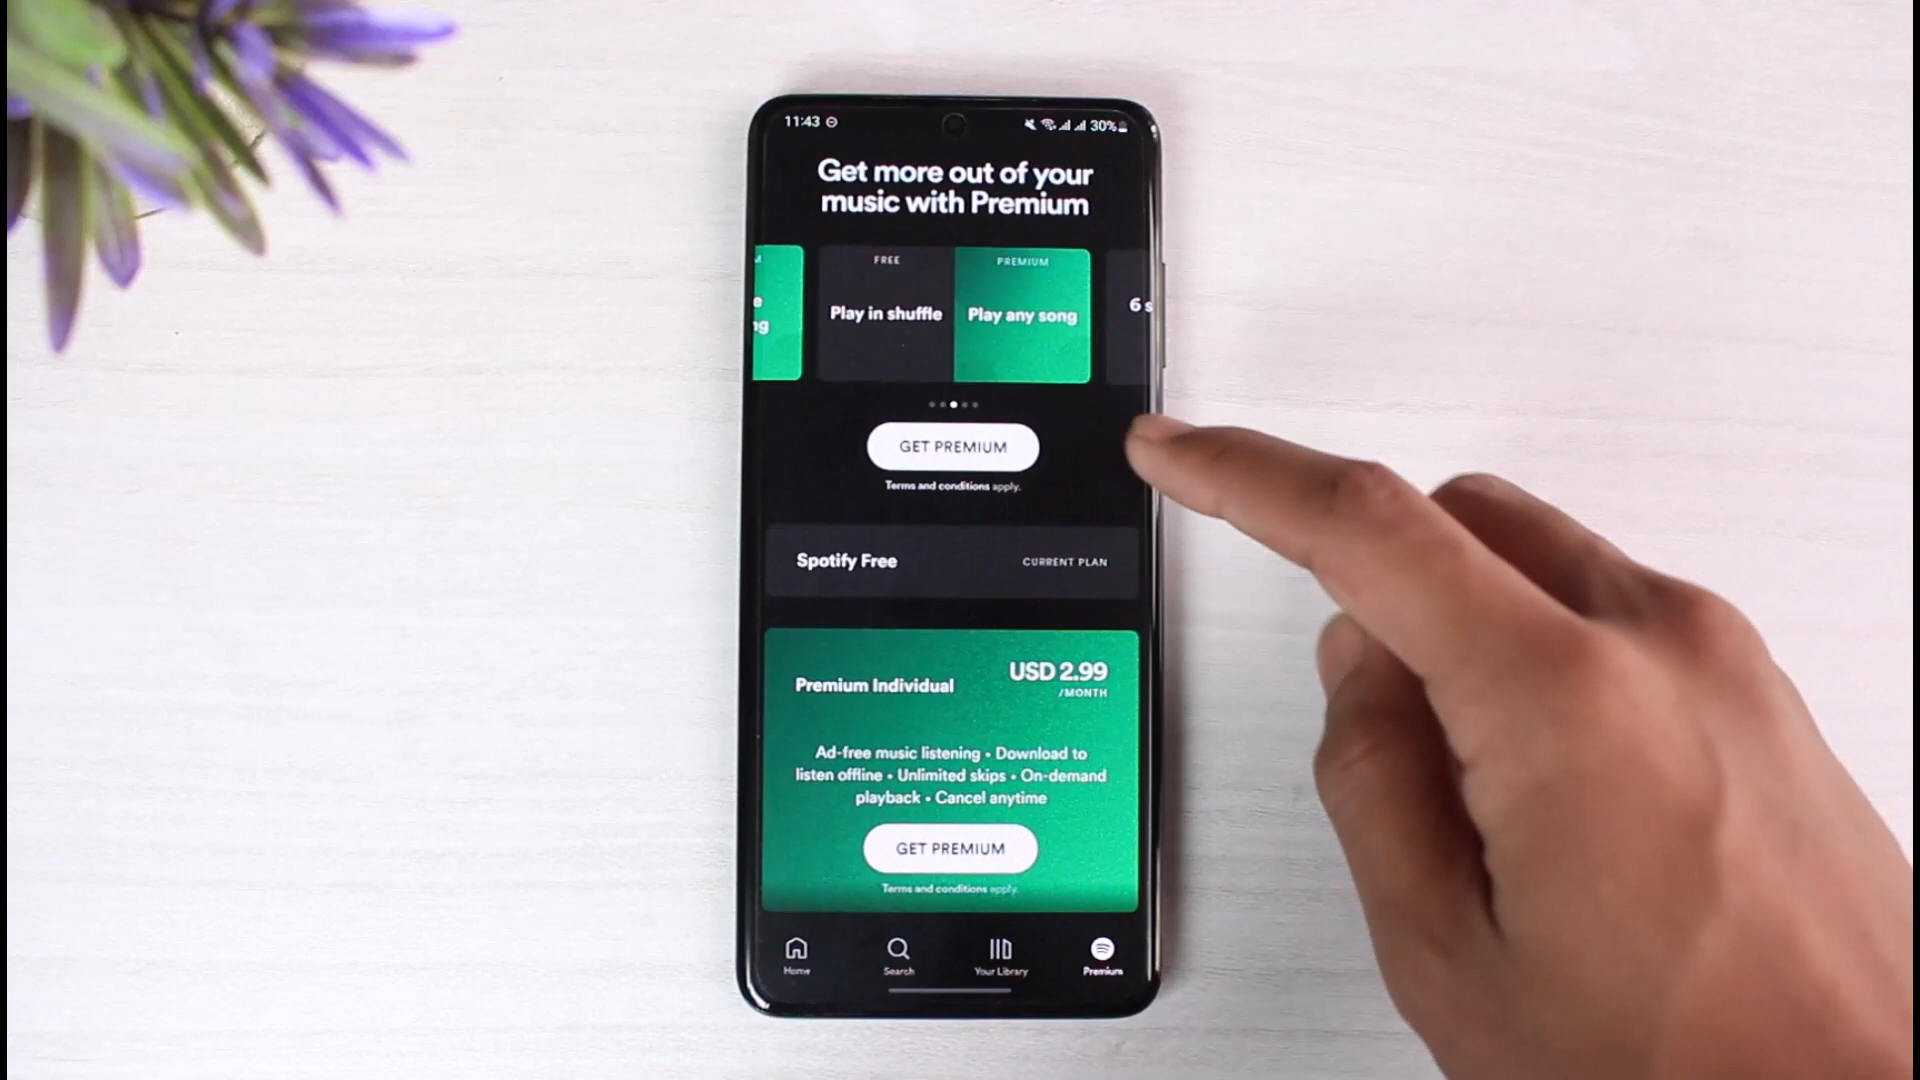 11:43
30%
Get more out of your
music with Premium
FREE
PREMIUM
Play in shuffle
Play any song
6 s
GET PREMIUM
Terms and conditions apply.
Spotify Free
CURRENT PLAN
Premium Individual
USD 2.99
/MONTH
Ad-free music listening • Download to
listen offline • Unlimited skips • On-demand
playback • Cancel anytime
GET PREMIUM
Terms and conditions apply.
Home
Search
Your Library
Premium